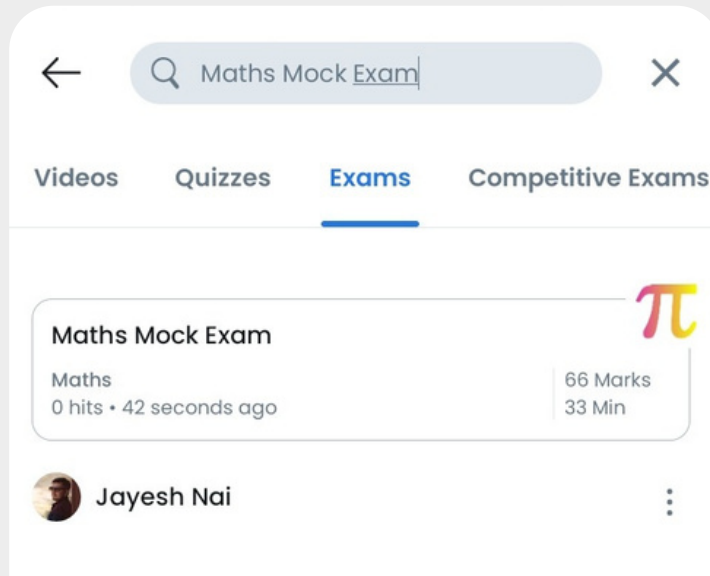 Maths Mock Exam
Videos Quizzes Exams Competitive Exams
π
Maths Mock Exam
Maths
66 Marks
0 hits • 42 seconds ago
33 Min
Jayesh Nai